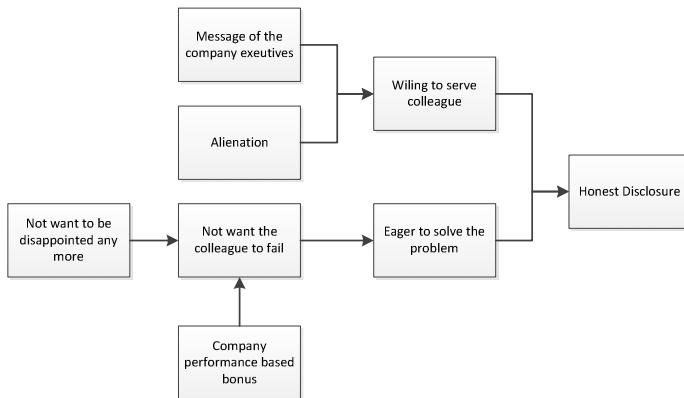 Message of the
company exeutives
Wiling to serve
colleague
Alienation
Honest Disclosure
Not want to be
disappointed any
more
Not want the
colleague to fail
Eager to solve the
problem
Company
performance based
bonus